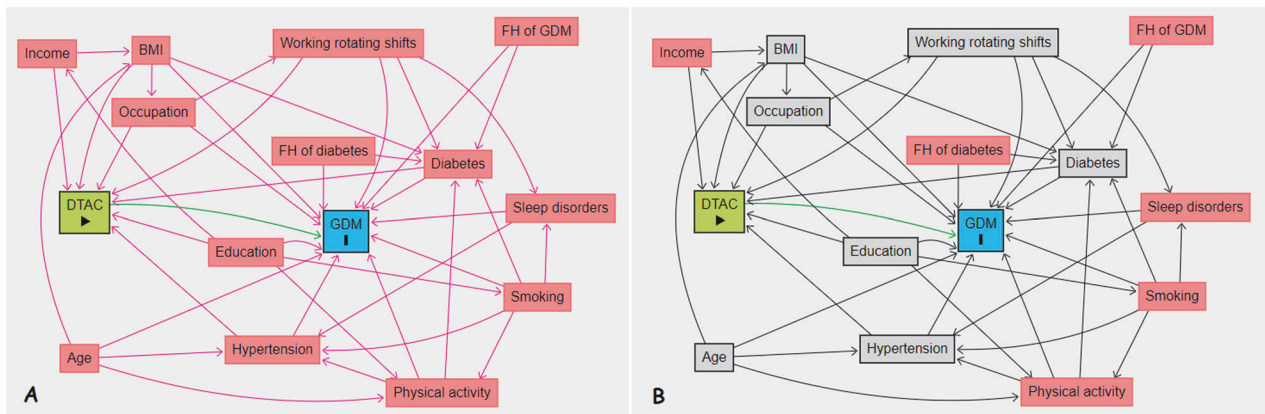 Income
BMI
Working rotating shifts
FH of GDM
Occupation
FH of diabetes
Diabetes
DTAC
GDM
Sleep disorders
Education
Smoking
Age
Hypertension
Physical activity
A
Income
BMI
Working rotating shifts
FH of GDM
Occupation
FH of diabetes
Diabetes
DTAC
GDM
Sleep disorders
Education
Smoking
Age
Hypertension
Physical activity
B